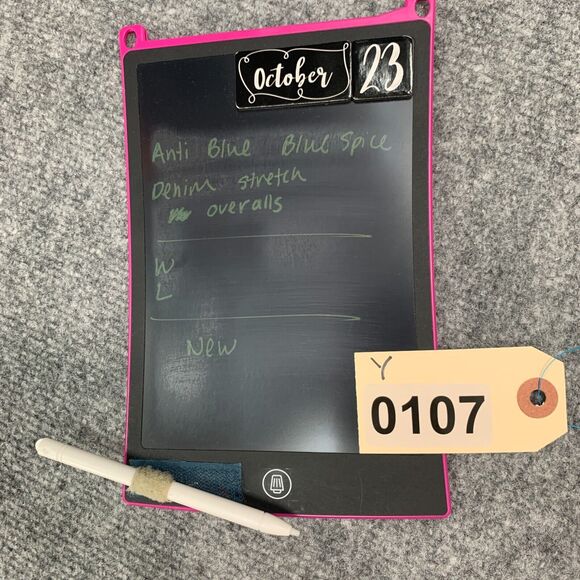 October 23
Anti Blue Blue Spice
Denim stretch
overalls
W
L
New
Y
0107